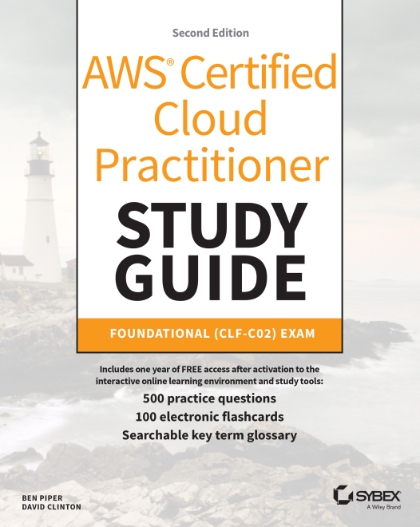 Second Edition
AWS® Certified
Cloud
Practitioner
STUDY
GUIDE
FOUNDATIONAL (CLF-C02) EXAM
Includes one year of FREE access after activation to the
interactive online learning environment and study tools:
500 practice questions
100 electronic flashcards
Searchable key term glossary
BEN PIPER
DAVID CLINTON
SYBEX
A Wiley Brand